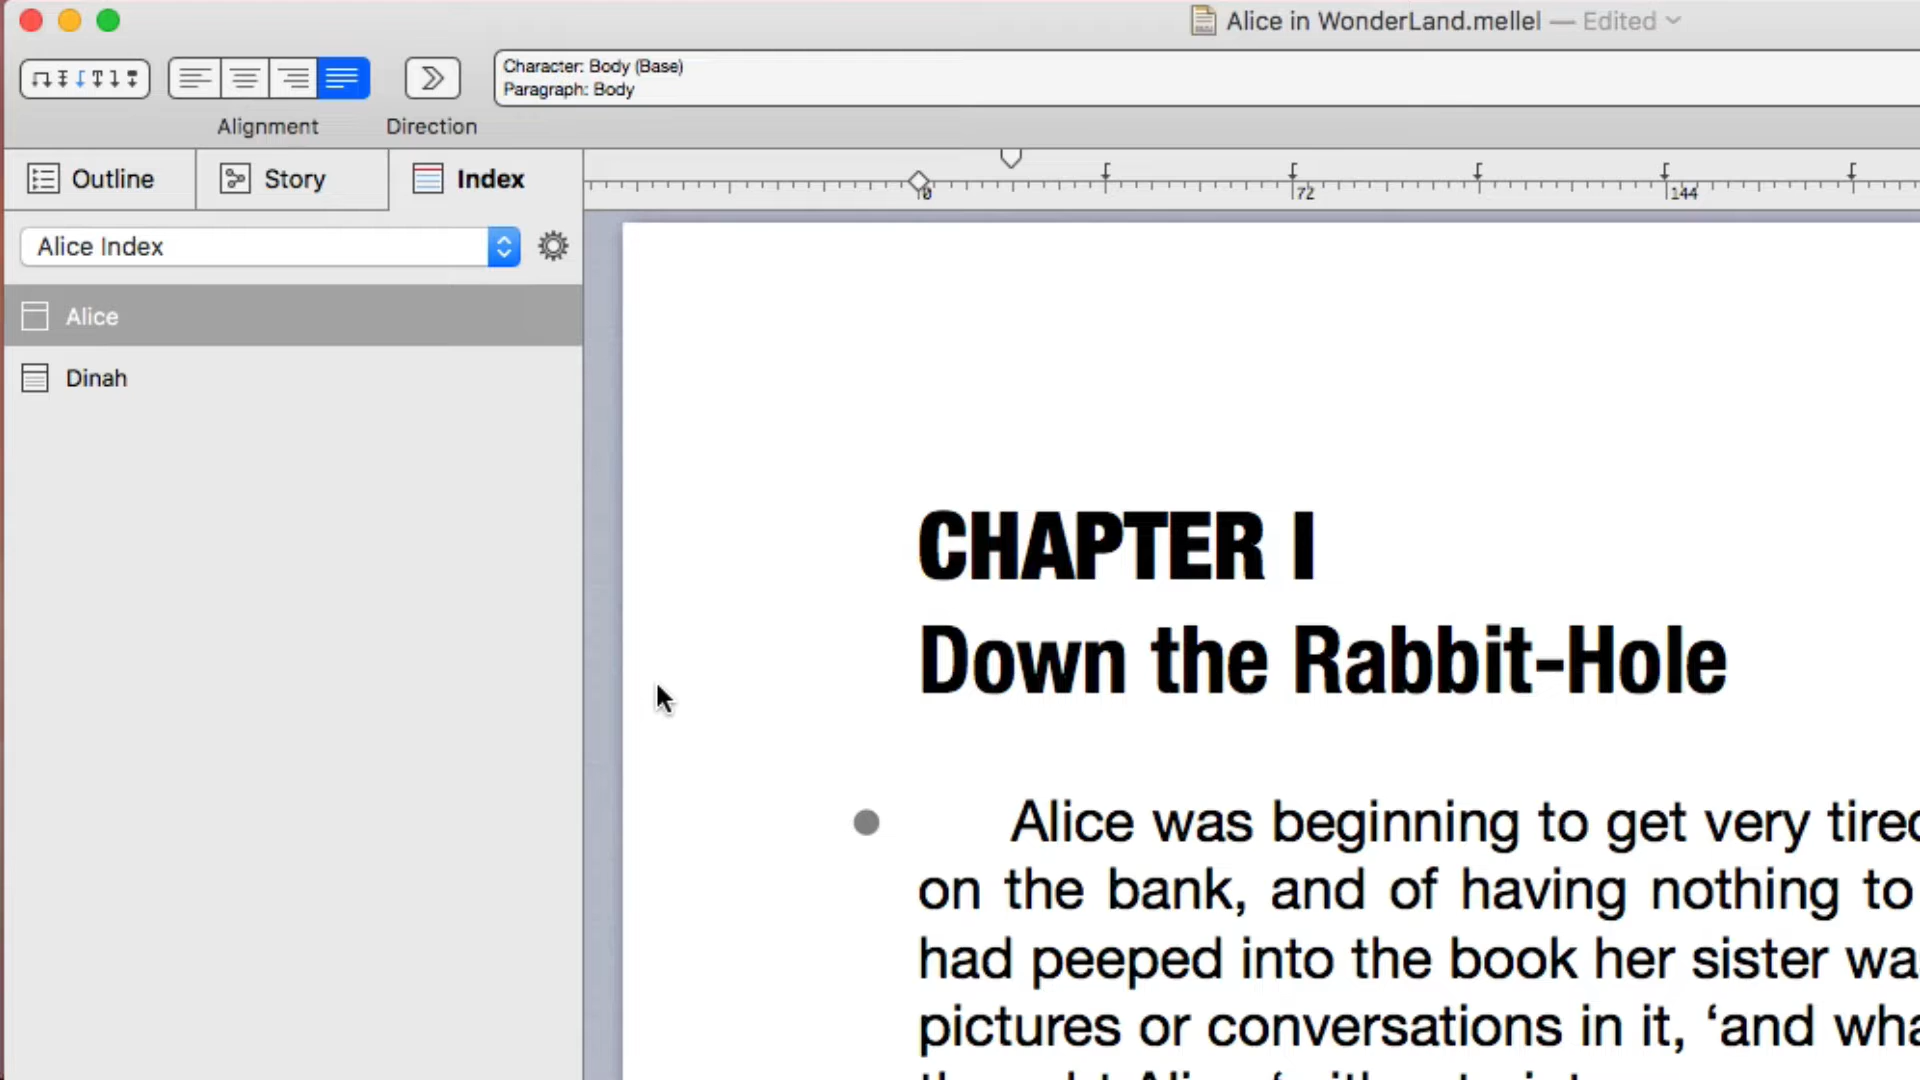 Alice in WonderLand.mellel — Edited
Character: Body (Base)
Paragraph: Body
Alignment
Direction
Outline
Story
Index
0
72
144
Alice Index
Alice
Dinah
CHAPTER I
Down the Rabbit-Hole
Alice was beginning to get very tired
on the bank, and of having nothing to
had peeped into the book her sister wa
pictures or conversations in it, ‘and wha